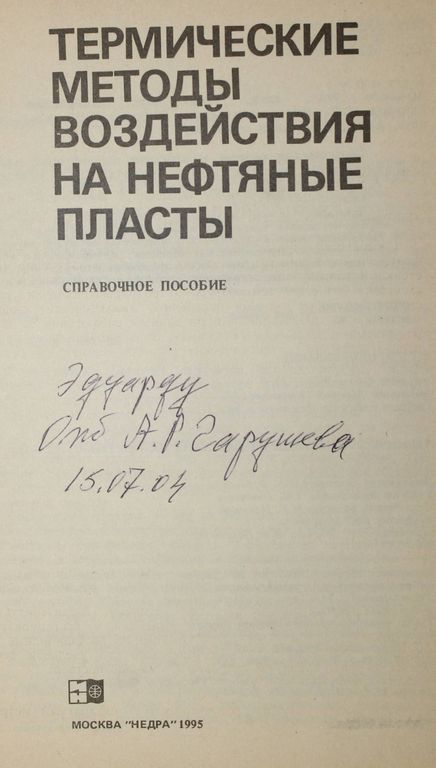 ТЕРМИЧЕСКИЕ
МЕТОДЫ
ВОЗДЕЙСТВИЯ
НА НЕФТЯНЫЕ
ПЛАСТЫ
СПРАВОЧНОЕ ПОСОБИЕ
Эдуарду
От А.Р. Гарушева
15.07.04
МОСКВА "НЕДРА" 1995